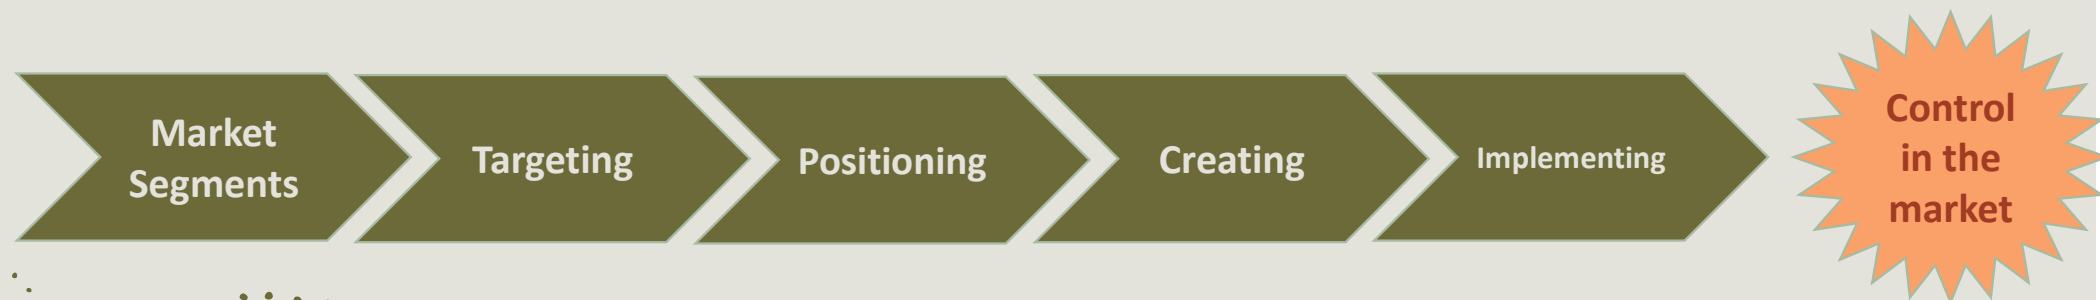 Market
Segments
Targeting
Positioning
Creating
Implementing
Control
in the
market